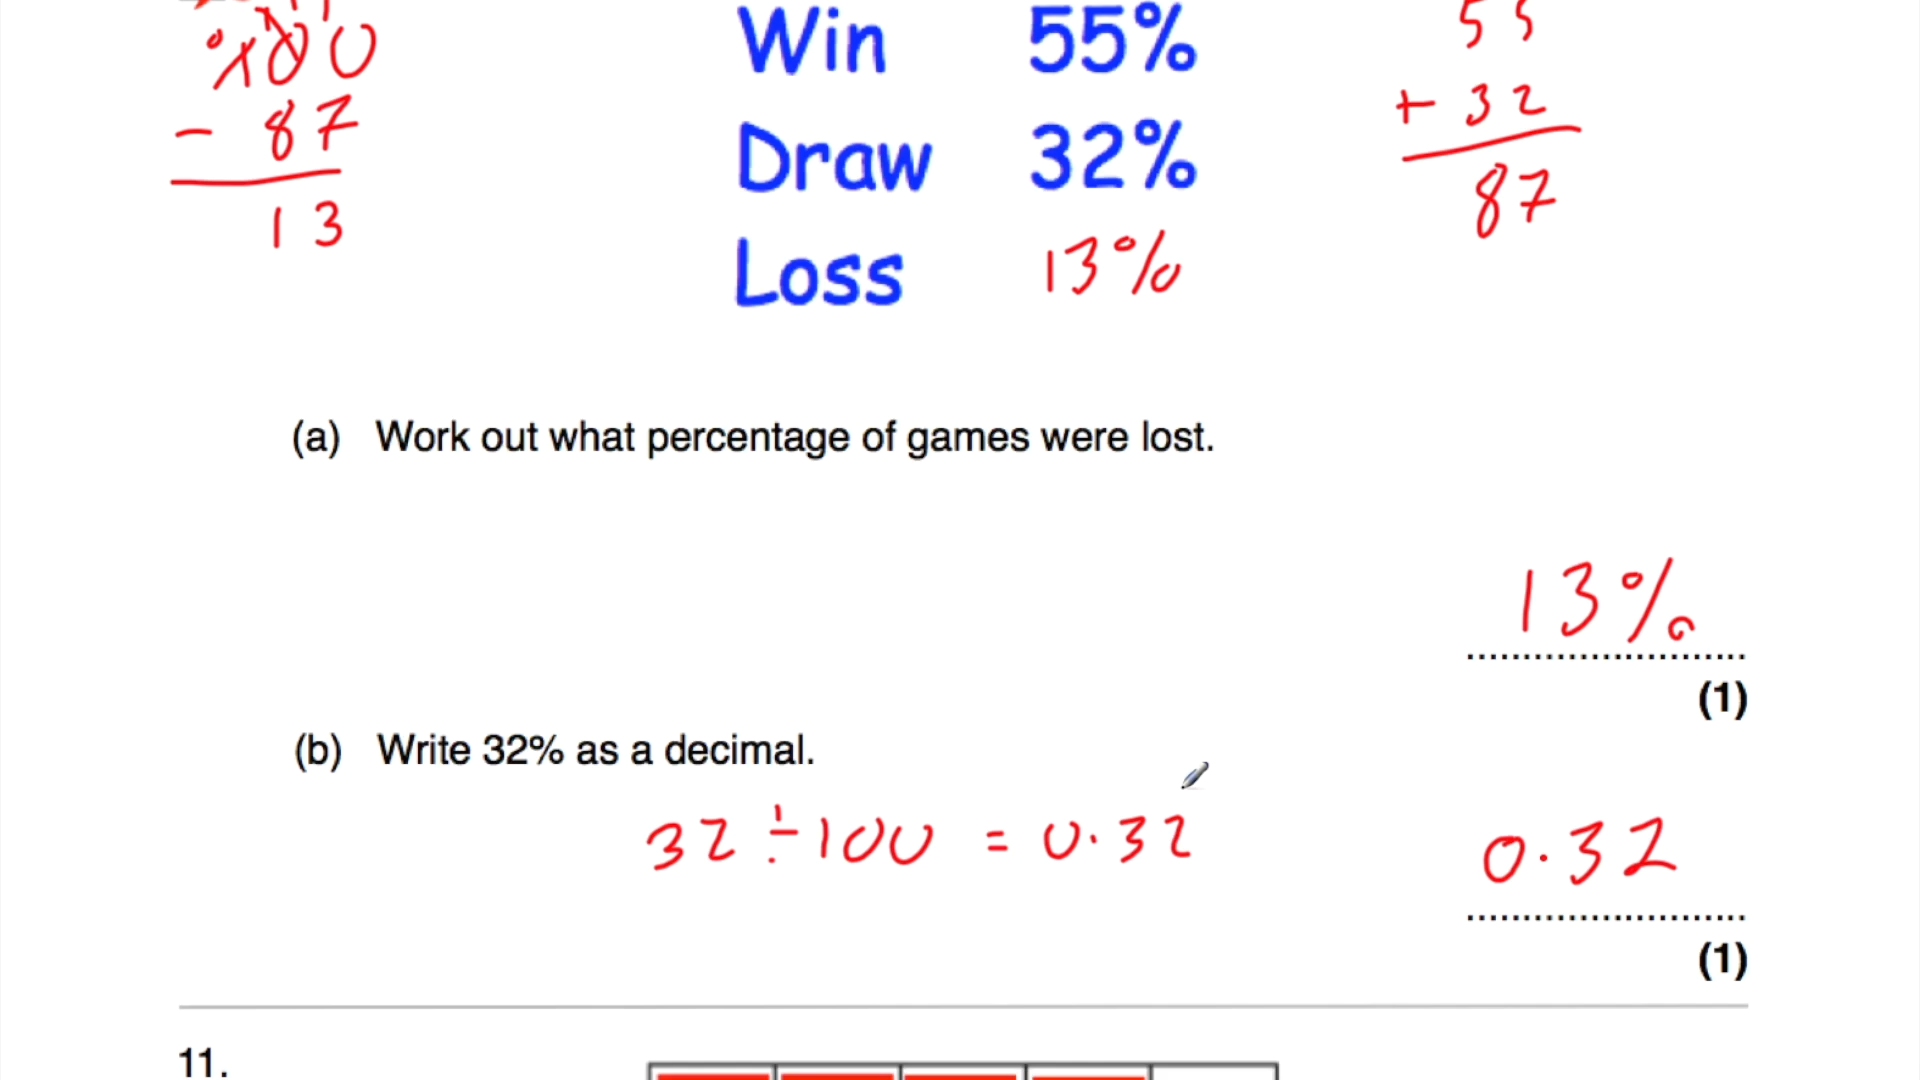 100
Win 55% 55
- 87
+ 32
Draw 32%
87
13
Loss 13%
(a) Work out what percentage of games were lost.
13%
(1)
(b) Write 32% as a decimal.
32 ÷ 100 = 0.32
0.32
(1)
11.